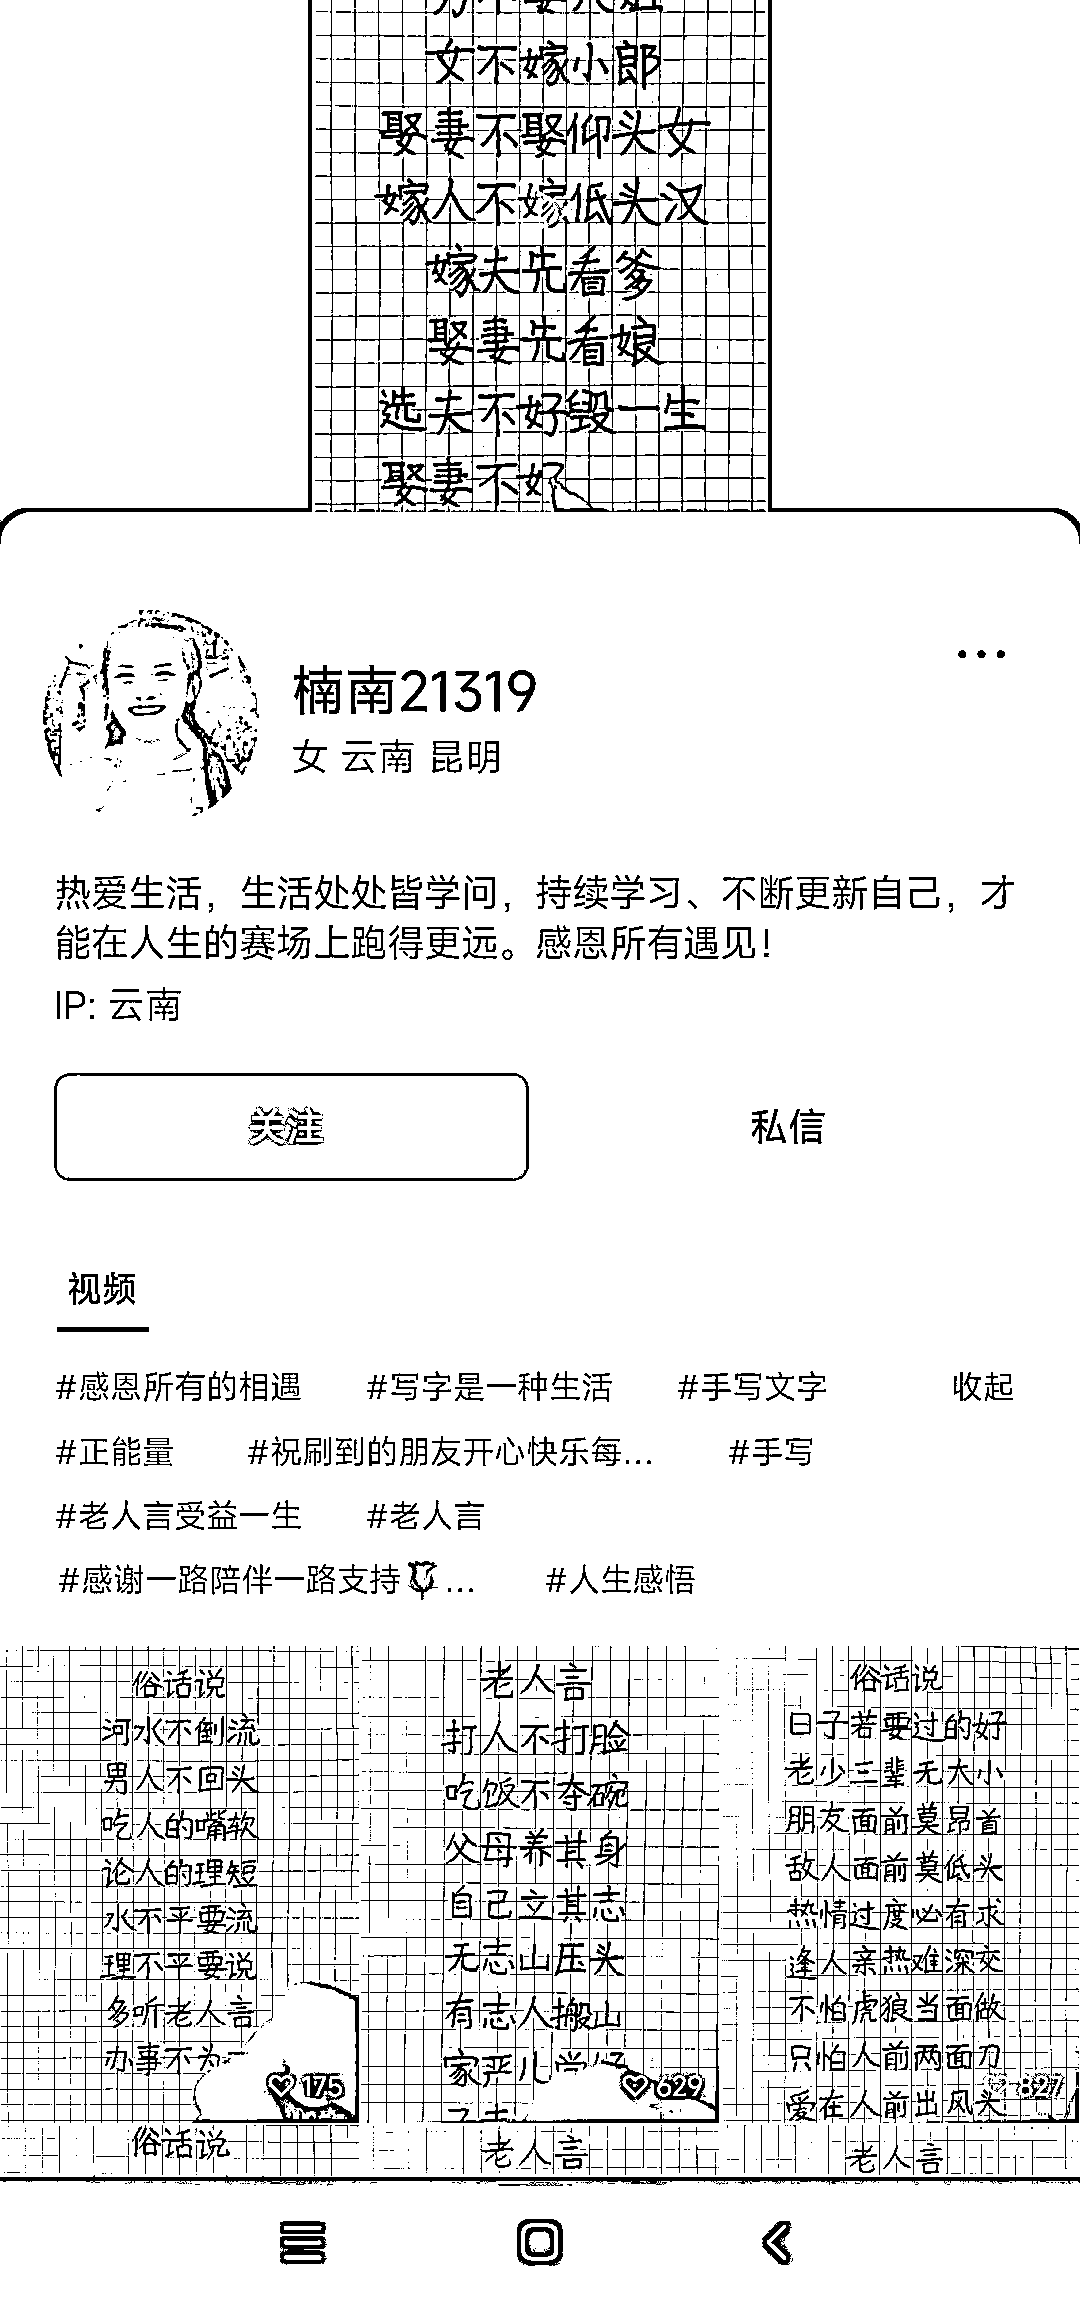 女不嫁小郎
娶妻不娶仰头女
嫁人不嫁低头汉
嫁夫先看爹
娶妻先看娘
选夫不好毁一生
娶妻不好
楠南21319
女 云南 昆明
热爱生活，生活处处皆学问，持续学习、不断更新自己，才
能在人生的赛场上跑得更远。感恩所有遇见！
IP: 云南
关注
私信
视频
#感恩所有的相遇 #写字是一种生活 #手写文字 收起
#正能量 #祝刷到的朋友开心快乐每... #手写
#老人言受益一生 #老人言
#感谢一路陪伴一路支持🌹... #人生感悟
俗话说
河水不倒流
男人不回头
吃人的嘴软
论人的理短
水不平要流
理不平要说
多听老人言
办事不为
175
俗话说
老人言
打人不打脸
吃饭不夺碗
父母养其身
自己立其志
无志山压头
有志人搬山
家严儿学好
629
老人言
俗话说
日子若要过的好
老少三辈无大小
朋友面前莫昂首
敌人面前莫低头
热情过度必有求
逢人亲热难深交
不怕虎狼当面做
只怕人前两面刀
爱在人前出风头
827
老人言